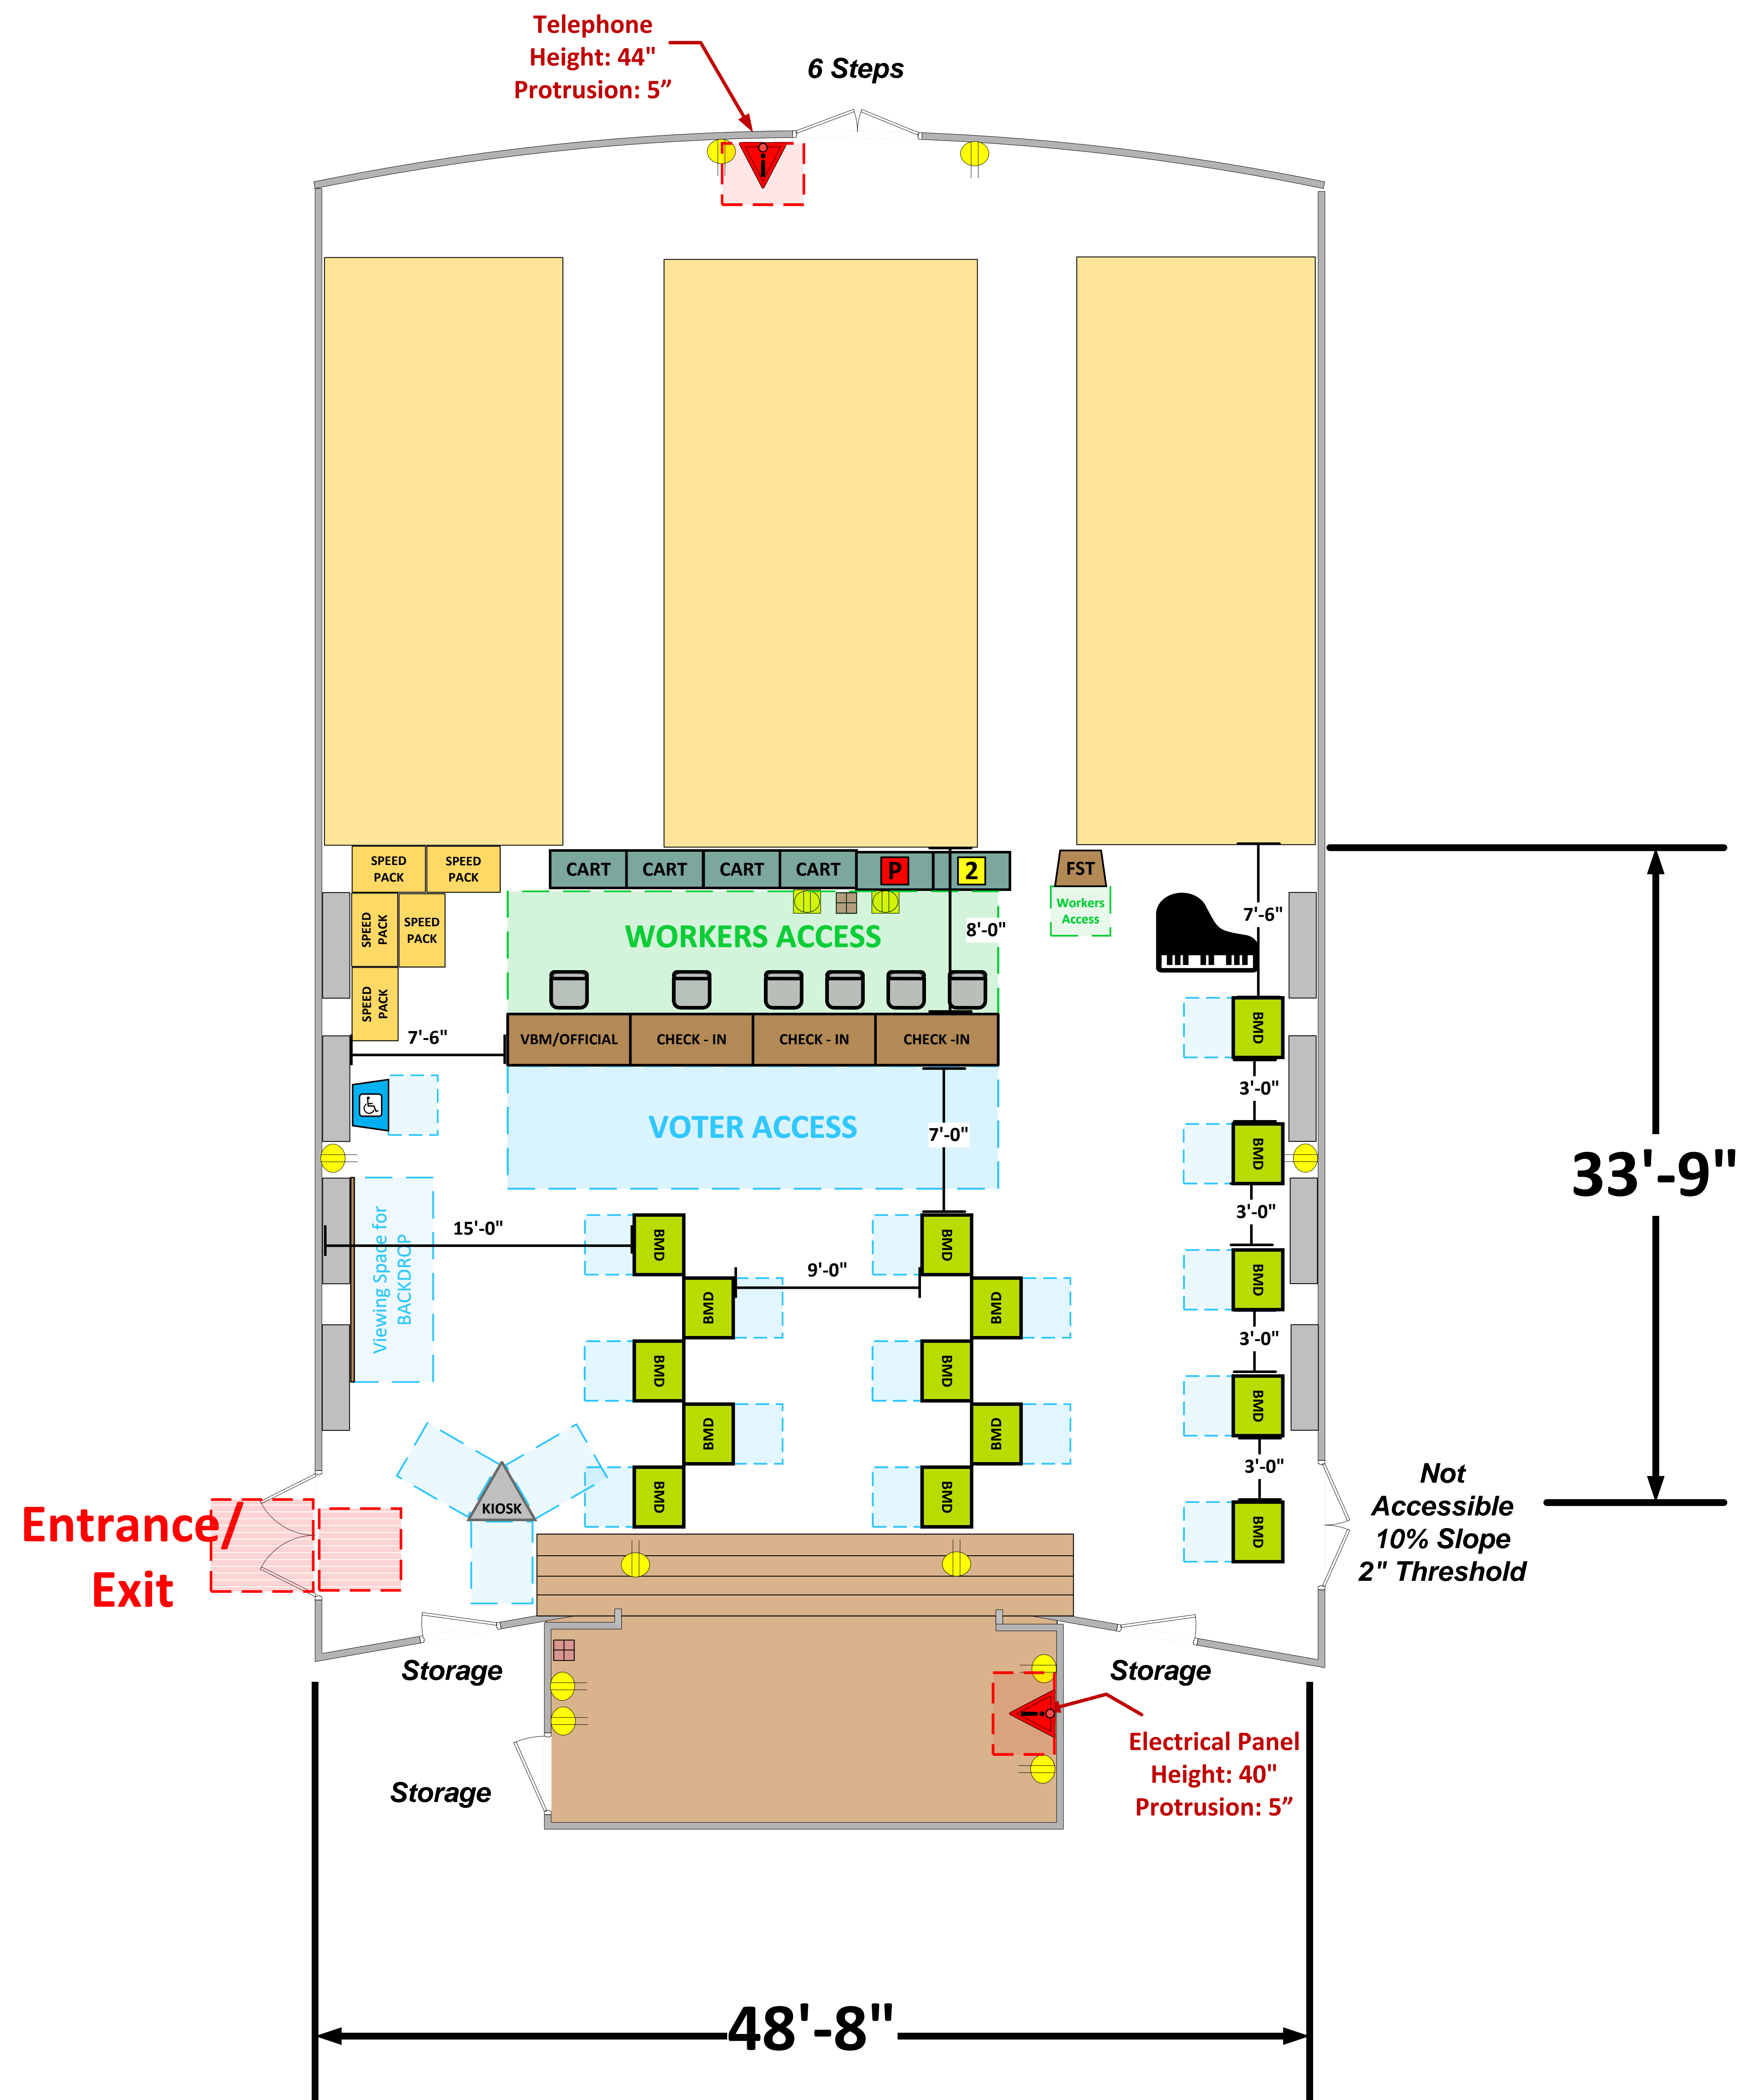 Telephone
Height: 44"
Protrusion: 5”
6 Steps
SPEED
PACK
SPEED
PACK
SPEED
PACK
SPEED
PACK
SPEED
PACK
CART
CART
CART
CART
P
2
FST
Workers
Access
WORKERS ACCESS
8'-0"
7'-6"
VBM/OFFICIAL
CHECK - IN
CHECK - IN
CHECK -IN
7'-6"
VOTER ACCESS
7'-0"
BMD
3'-0"
BMD
3'-0"
BMD
3'-0"
BMD
3'-0"
BMD
33'-9"
15'-0"
9'-0"
Viewing Space for
BACKDROP
BMD
BMD
BMD
BMD
BMD
BMD
BMD
BMD
BMD
BMD
KIOSK
Entrance/
Exit
Not
Accessible
10% Slope
2" Threshold
Storage
Storage
Storage
Electrical Panel
Height: 40"
Protrusion: 5”
48'-8"